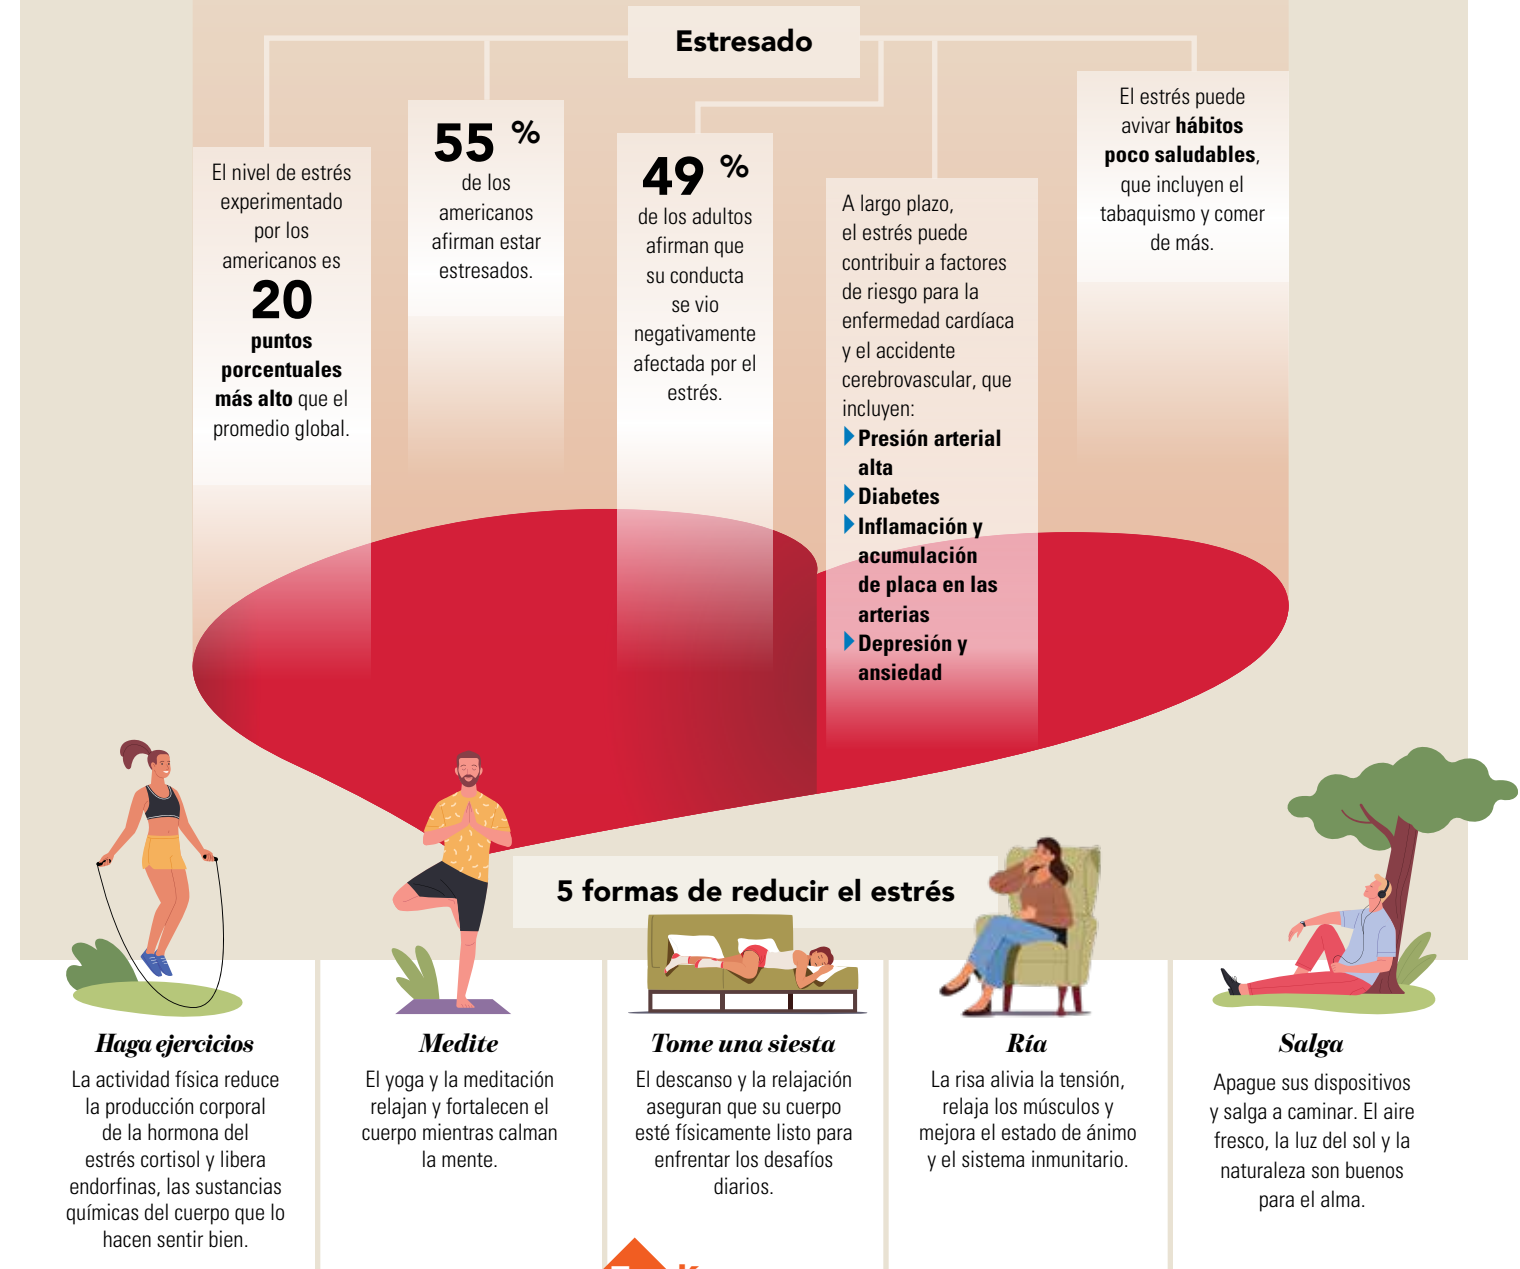 Estresado
El nivel de estrés
experimentado
por los
americanos es
20
puntos
porcentuales
más alto que el
promedio global.
55 %
de los
americanos
afirman estar
estresados.
49 %
de los adultos
afirman que
su conducta
se vio
negativamente
afectada por el
estrés.
A largo plazo,
el estrés puede
contribuir a factores
de riesgo para la
enfermedad cardíaca
y el accidente
cerebrovascular, que
incluyen:
Presión arterial
alta
Diabetes
Inflamación y
acumulación
de placa en las
arterias
Depresión y
ansiedad
El estrés puede
avivar hábitos
poco saludables,
que incluyen el
tabaquismo y comer
de más.
5 formas de reducir el estrés
Haga ejercicios
La actividad física reduce
la producción corporal
de la hormona del
estrés cortisol y libera
endorfinas, las sustancias
químicas del cuerpo que lo
hacen sentir bien.
Medite
El yoga y la meditación
relajan y fortalecen el
cuerpo mientras calman
la mente.
Tome una siesta
El descanso y la relajación
aseguran que su cuerpo
esté físicamente listo para
enfrentar los desafíos
diarios.
Ría
La risa alivia la tensión,
relaja los músculos y
mejora el estado de ánimo
y el sistema inmunitario.
Salga
Apague sus dispositivos
y salga a caminar. El aire
fresco, la luz del sol y la
naturaleza son buenos
para el alma.